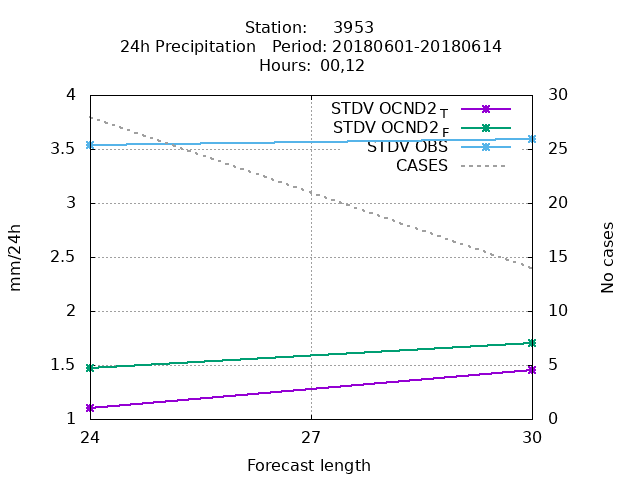 Station: 3953
24h Precipitation Period: 20180601-20180614
Hours: 00,12
4
3.5
3
2.5
2
1.5
1
30
25
20
15
10
5
0
STDV OCND2 T
STDV OCND2 F
STDV OBS
CASES
mm/24h
No cases
24 27 30
Forecast length